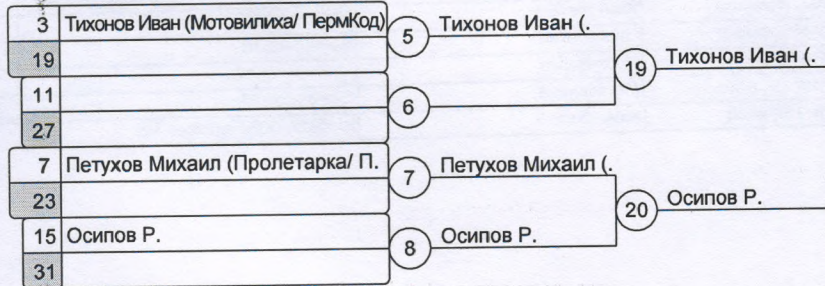 3 Тихонов Иван (Мотовилиха/ ПермКод)
5 Тихонов Иван (.
19
19 Тихонов Иван (.
11
6
27
7 Петухов Михаил (Пролетарка/ П.
7 Петухов Михаил (.
23
20 Осипов Р.
15 Осипов Р.
8 Осипов Р.
31